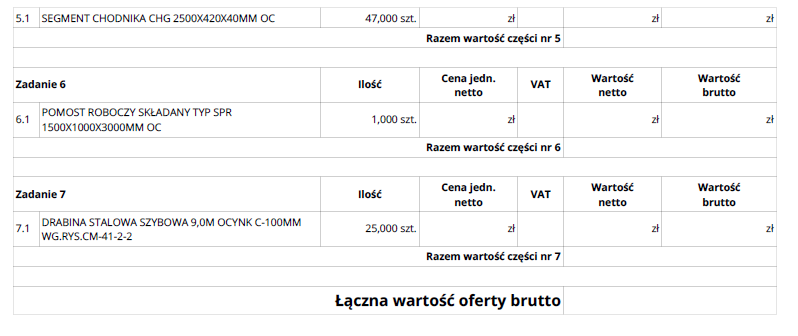 5.1 SEGMENT CHODNIKA CHG 2500X420X40MM OC 47,000 szt. zł zł zł
Razem wartość części nr 5
Zadanie 6 Ilość Cena jedn. netto VAT Wartość netto Wartość brutto
6.1 POMOST ROBOCZY SKŁADANY TYP SPR 1,000 szt. zł zł zł
1500X1000X3000MM OC
Razem wartość części nr 6
Zadanie 7 Ilość Cena jedn. netto VAT Wartość netto Wartość brutto
7.1 DRABINA STALOWA SZYBOWA 9,0M OCYNK C-100MM 25,000 szt. zł zł zł
WG.RYS.CM-41-2-2
Razem wartość części nr 7
Łączna wartość oferty brutto